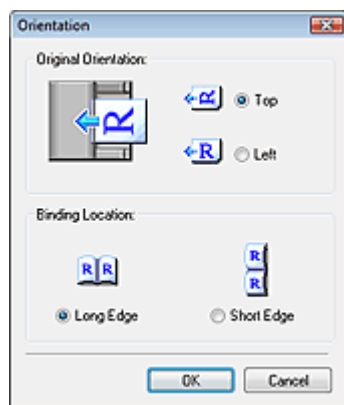 Orientation
Original Orientation:
R
R
Top
R
Left
Binding Location:
R R
R
R
Long Edge
Short Edge
OK
Cancel